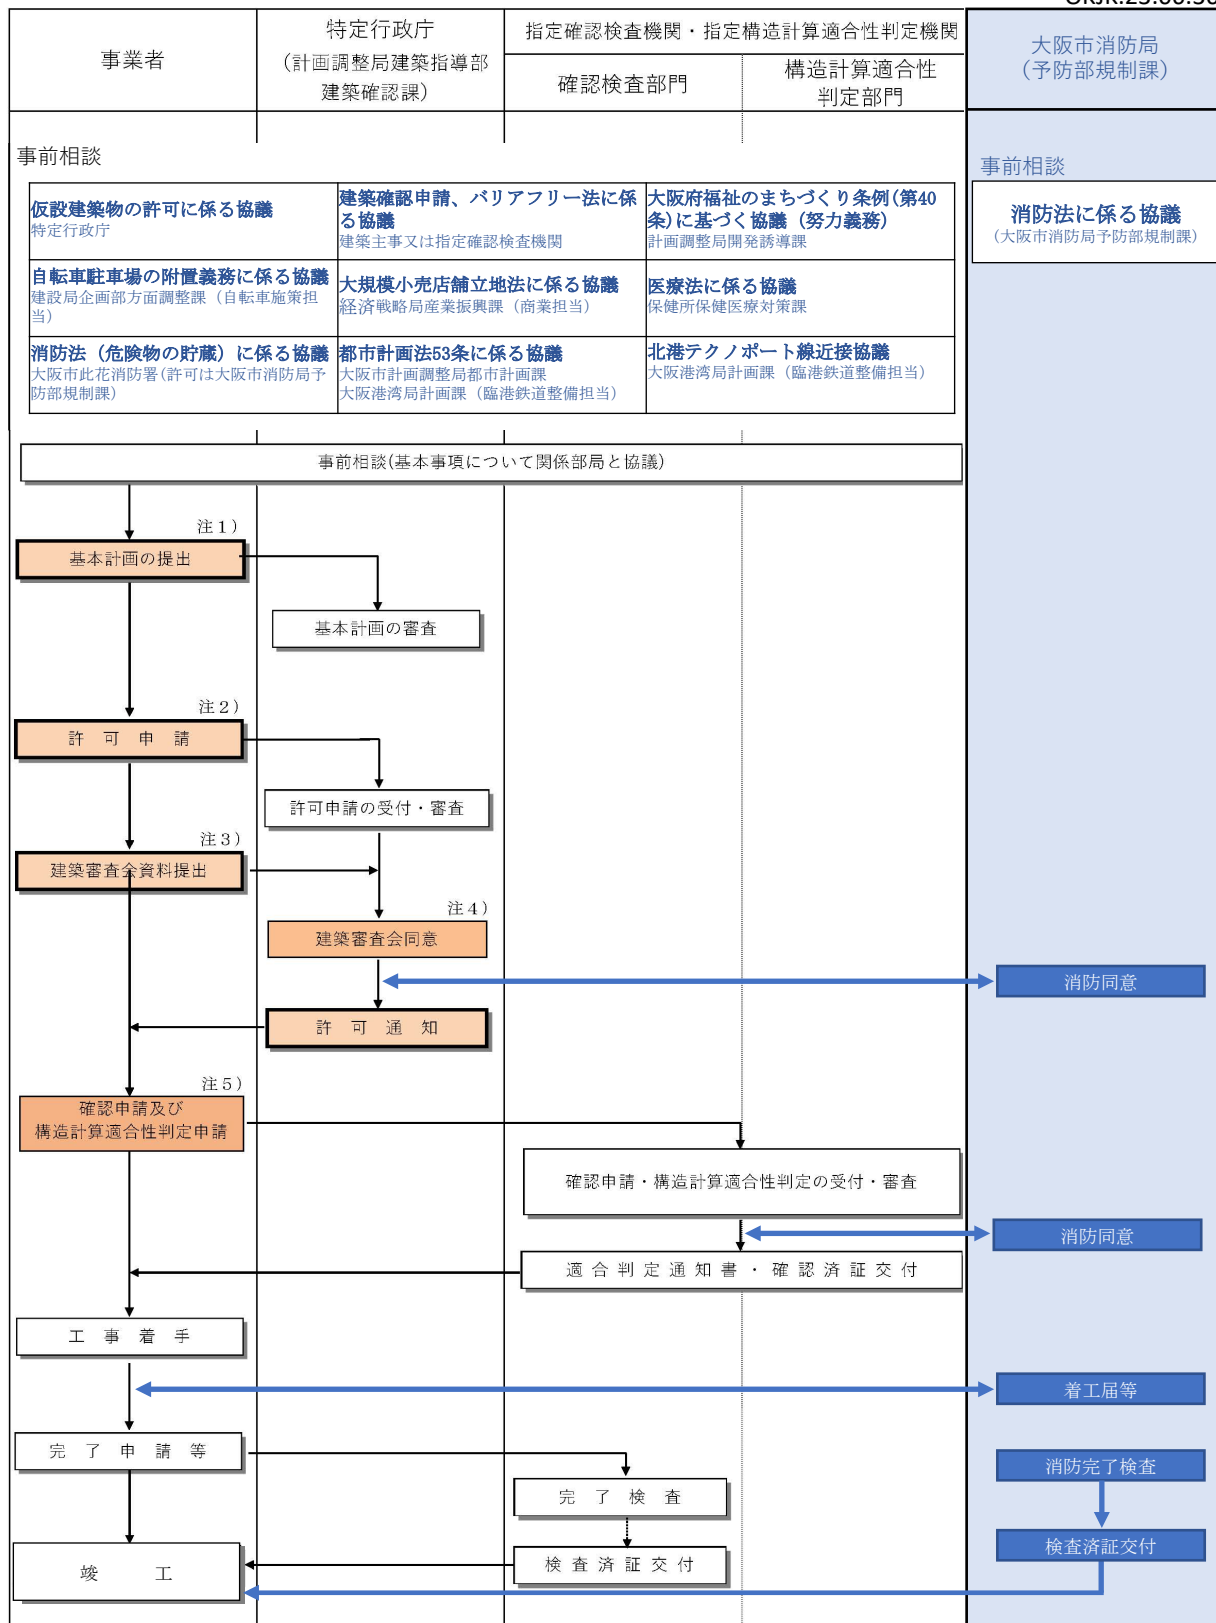 事業者
特定行政庁
(計画調整局建築指導部
建築確認課)
指定確認検査機関・指定構造計算適合性判定機関
確認検査部門
構造計算適合性
判定部門
大阪市消防局
(予防部規制課)
事前相談
仮設建築物の許可に係る協議
特定行政庁
建築確認申請、バリアフリー法に係
る協議
建築主事又は指定確認検査機関
大阪府福祉のまちづくり条例(第40
条)に基づく協議（努力義務）
計画調整局開発誘導課
自転車駐車場の附置義務に係る協議
建設局企画部方面調整課（自転車施策担
当）
大規模小売店舗立地法に係る協議
経済戦略局産業振興課（商業担当）
医療法に係る協議
保健所保健医療対策課
消防法（危険物の貯蔵）に係る協議
大阪市此花消防署(許可は大阪市消防局予
防部規制課)
都市計画法53条に係る協議
大阪市計画調整局都市計画課
大阪港湾局計画課（臨港鉄道整備担当）
北港テクノポート線近接協議
大阪港湾局計画課（臨港鉄道整備担当）
事前相談
消防法に係る協議
(大阪市消防局予防部規制課)
事前相談(基本事項について関係部局と協議)
注1）
基本計画の提出
基本計画の審査
注2）
許可申請
許可申請の受付・審査
注3）
建築審査会資料提出
注4）
建築審査会同意
消防同意
許可通知
注5）
確認申請及び
構造計算適合性判定申請
確認申請・構造計算適合性判定の受付・審査
消防同意
適合判定通知書・確認済証交付
工事着手
着工届等
完了申請等
消防完了検査
完了検査
検査済証交付
検査済証交付
竣工